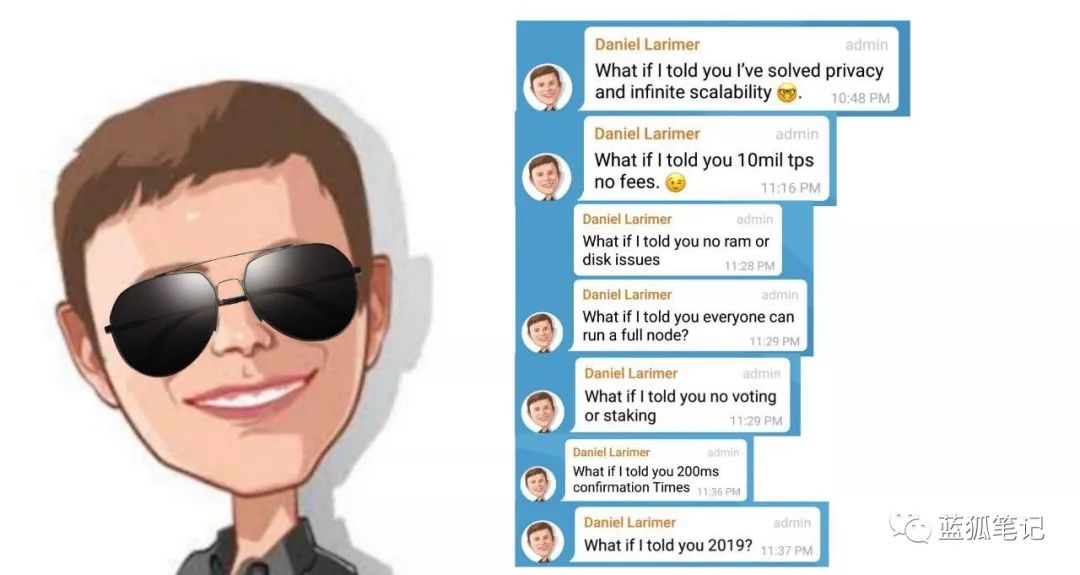 Daniel Larimer admin
What if I told you I've solved privacy
and infinite scalability 🤓.
10:48 PM
Daniel Larimer admin
What if I told you 10mil tps
no fees. 😉
11:16 PM
Daniel Larimer admin
What if I told you no ram or
disk issues
11:28 PM
Daniel Larimer admin
What if I told you everyone can
run a full node?
11:29 PM
Daniel Larimer admin
What if I told you no voting
or staking
11:29 PM
Daniel Larimer admin
What if I told you 200ms
confirmation Times 11:36 PM
Daniel Larimer admin
What if I told you 2019? 11:37 PM
蓝狐笔记